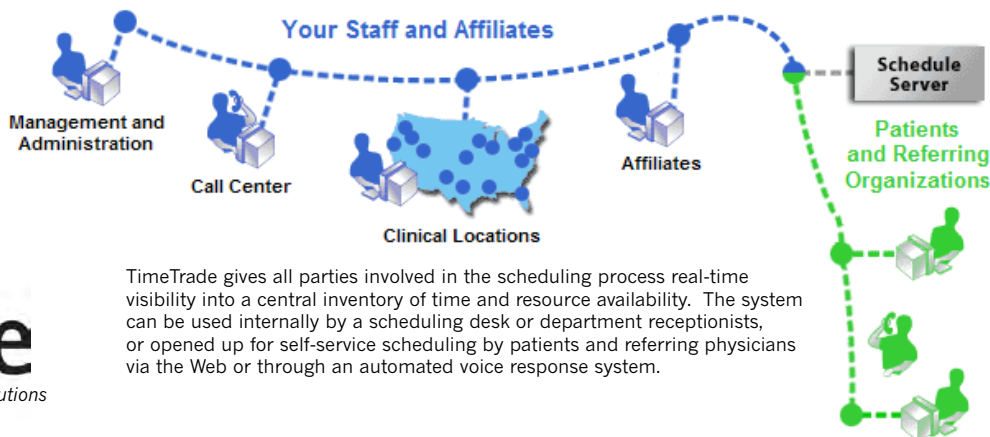 Your Staff and Affiliates
Schedule
Server
Management and
Administration
Call Center
Clinical Locations
Affiliates
Patients
and Referring
Organizations
TimeTrade gives all parties involved in the scheduling process real-time
visibility into a central inventory of time and resource availability.  The system
can be used internally by a scheduling desk or department receptionists,
or opened up for self-service scheduling by patients and referring physicians
via the Web or through an automated voice response system.
e
utions